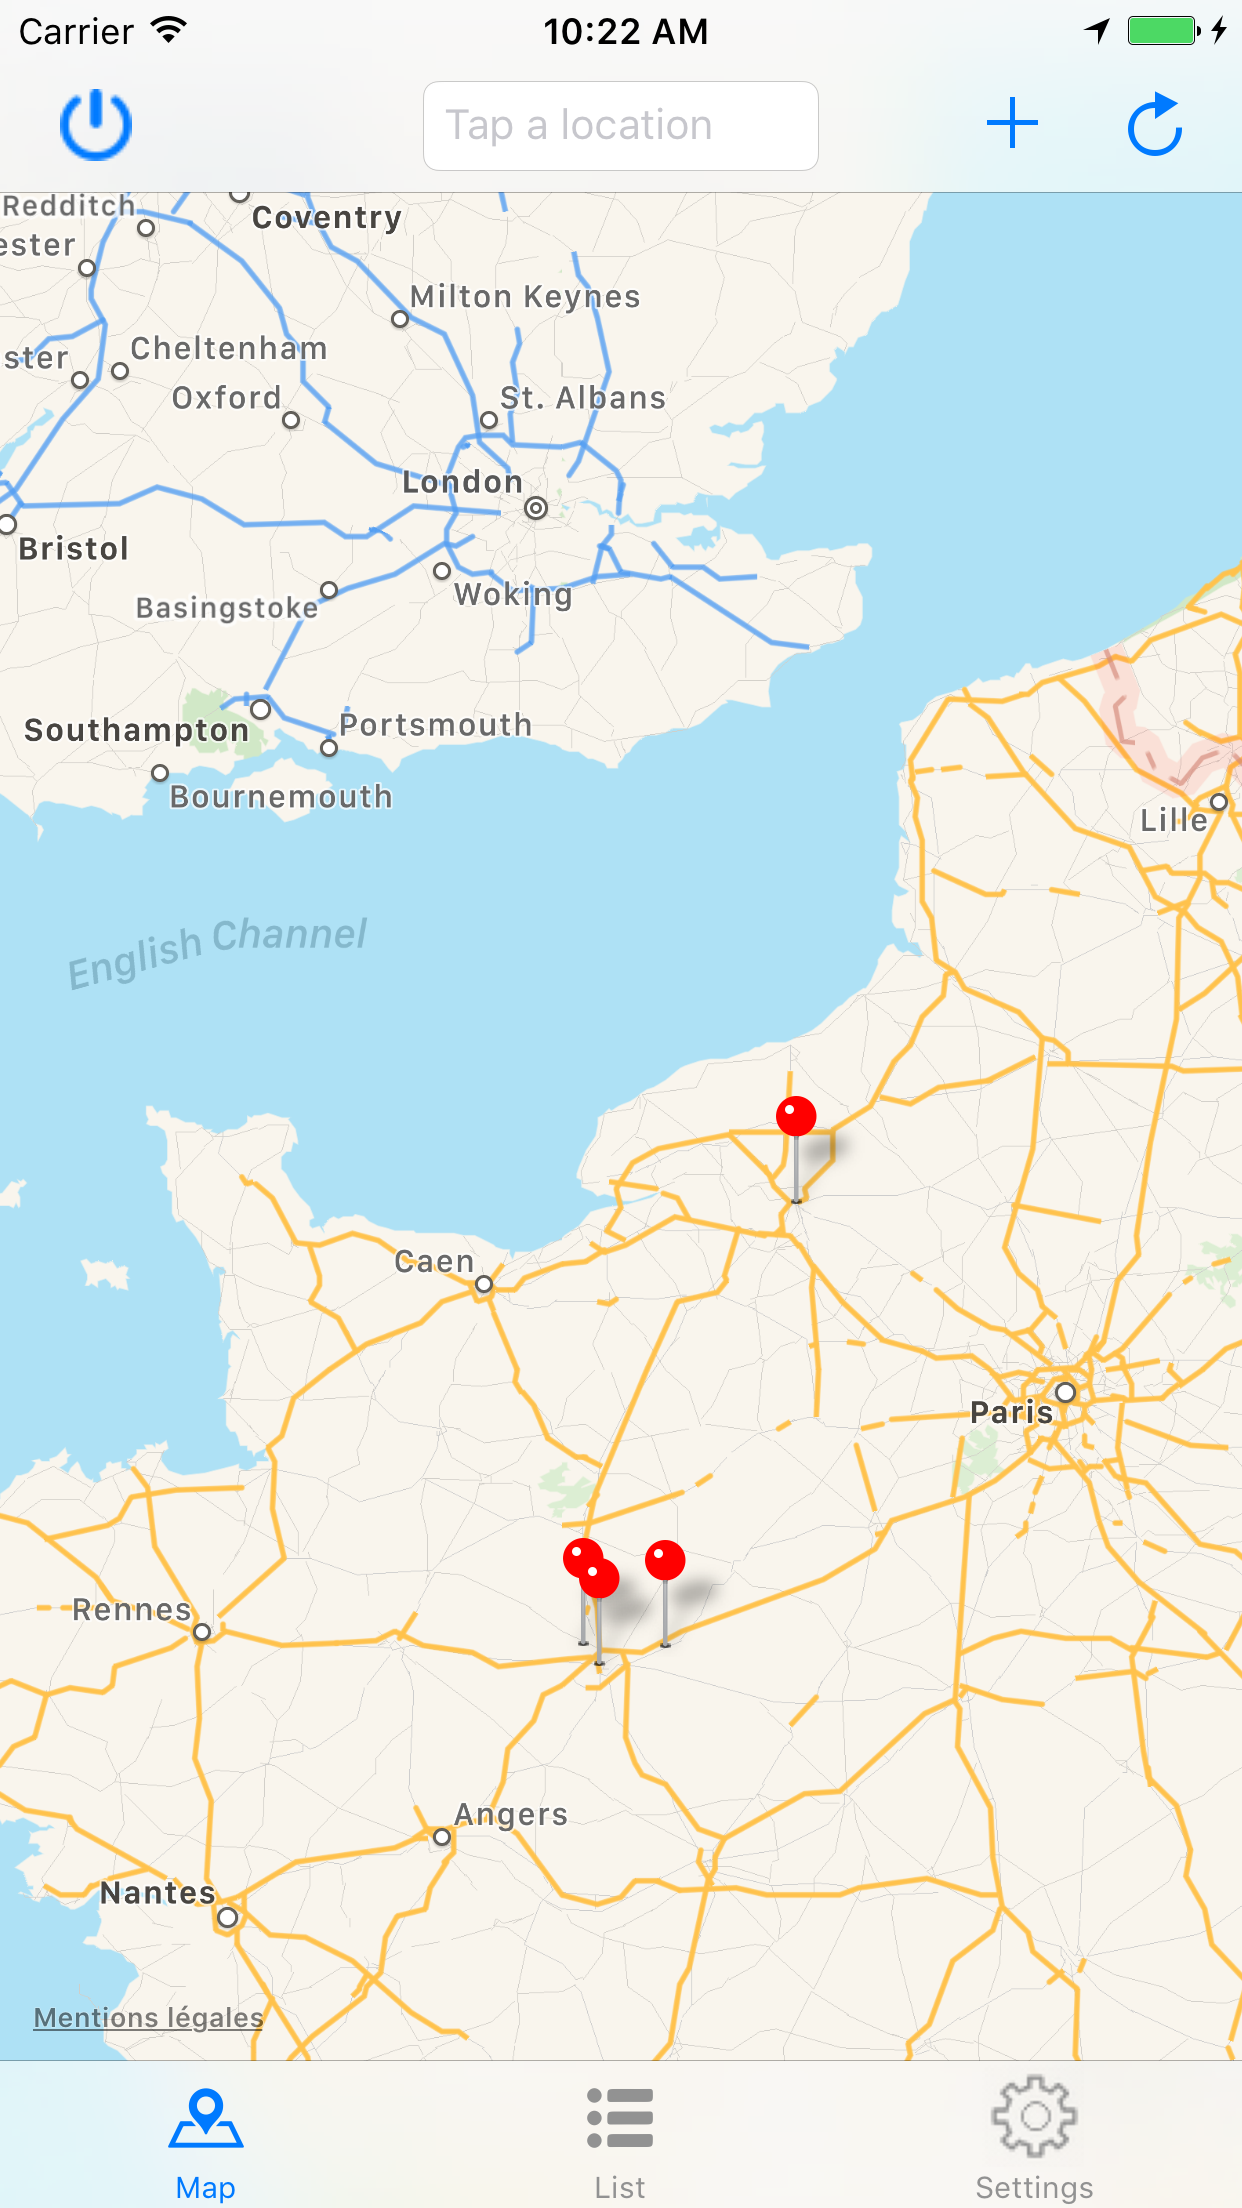 Carrier 10:22 AM
Tap a location
Redditch
Coventry
ester
Milton Keynes
Cheltenham
ster
Oxford
St. Albans
London
Bristol
Woking
Basingstoke
Southampton
Portsmouth
Bournemouth
Lille
English Channel
Caen
Paris
Rennes
Angers
Nantes
Mentions légales
Map List Settings